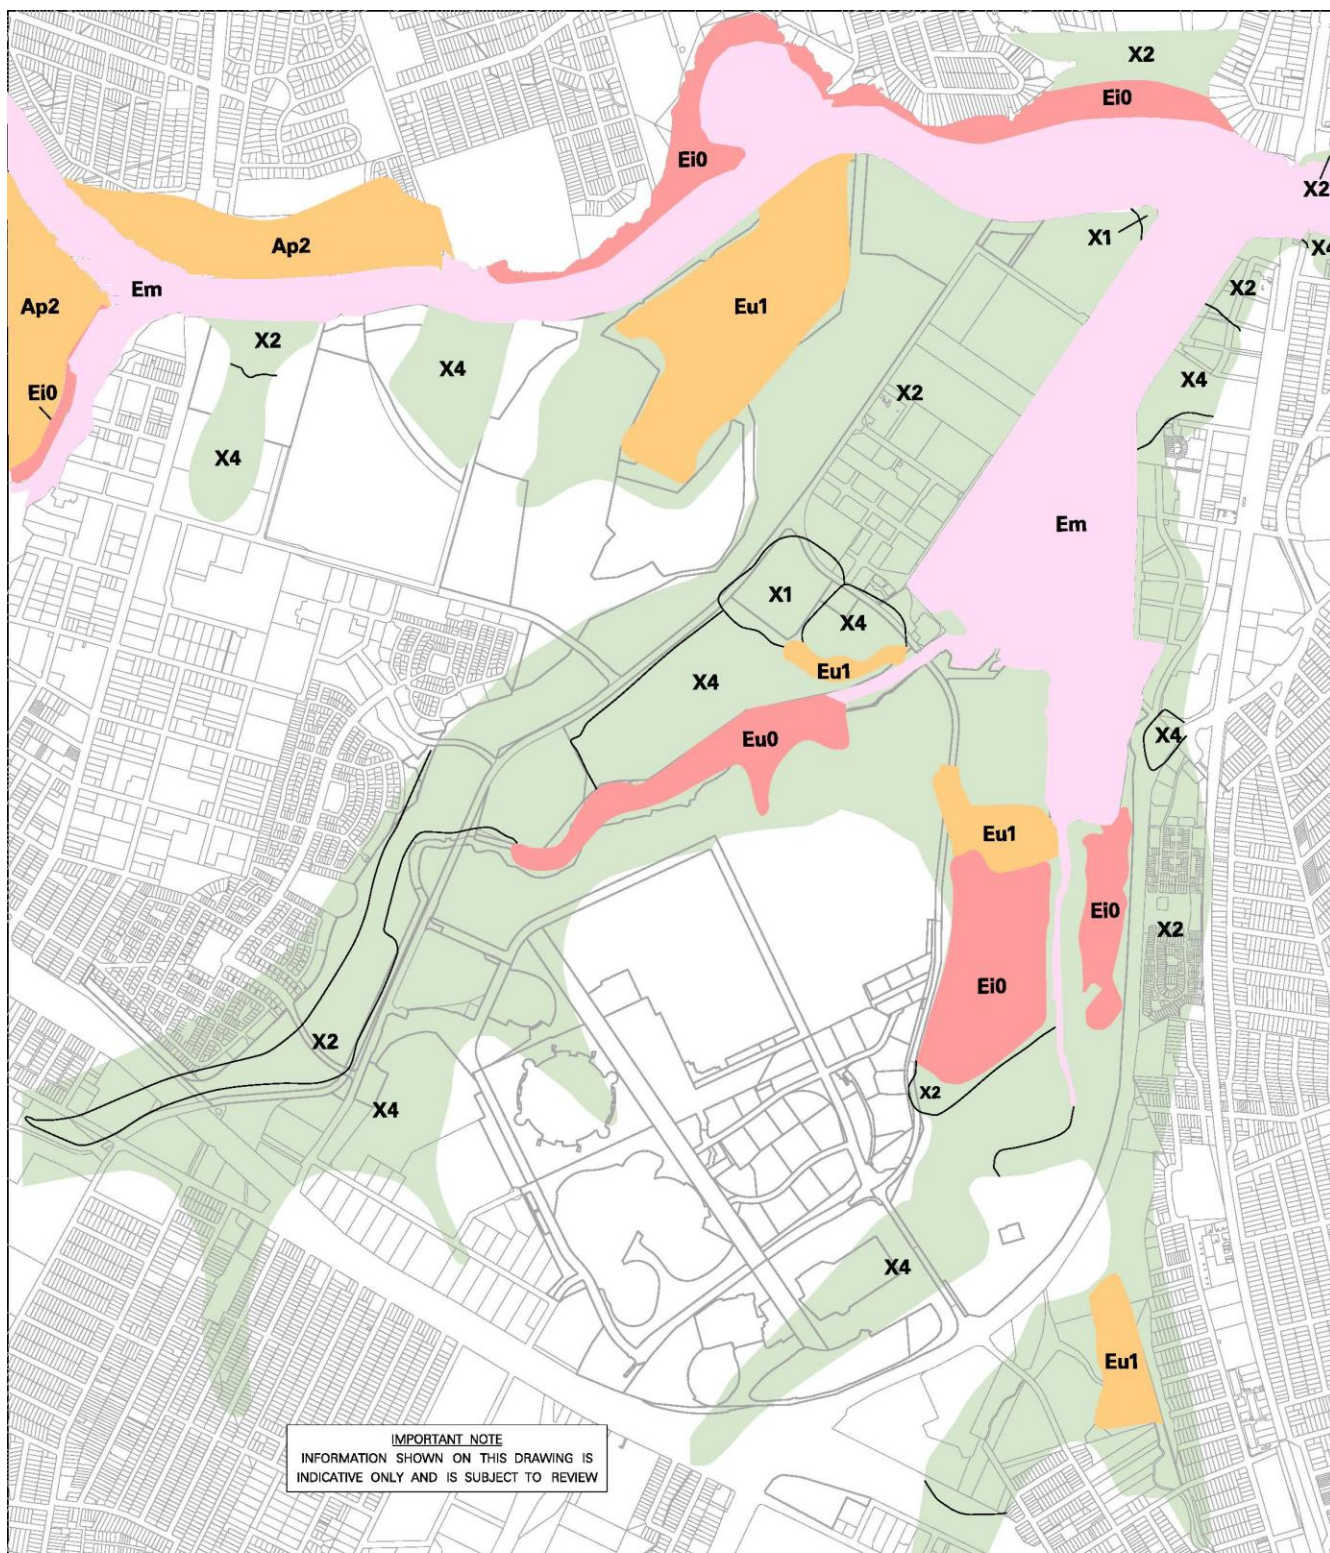 X2
Ei0
Ei0
X2
X1
Ap2
X4
Em
X2
Ap2
Eu1
X2
X4
X4
Ei0
X2
X4
Em
X1
X4
Eu1
X4
X4
Eu0
Eu1
Ei0
X2
Ei0
X2
X2
X4
X4
Eu1
IMPORTANT NOTE
INFORMATION SHOWN ON THIS DRAWING IS
INDICATIVE ONLY AND IS SUBJECT TO REVIEW